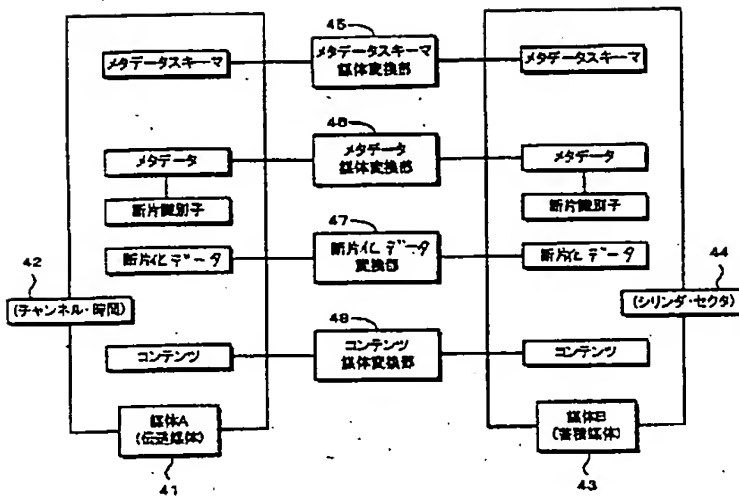 45
メタデータスキーマ
メタデータスキーマ
媒体変換部
メタデータスキーマ
46
メタデータ
メタデータ
媒体変換部
メタデータ
断片識別子
断片識別子
47
断片化データ
断片化データ
変換部
断片化データ
42
(チャンネル・時間)
44
(シリンダ・セクタ)
48
コンテンツ
コンテンツ
媒体変換部
コンテンツ
媒体A
(伝送媒体)
41
媒体B
(蓄積媒体)
43